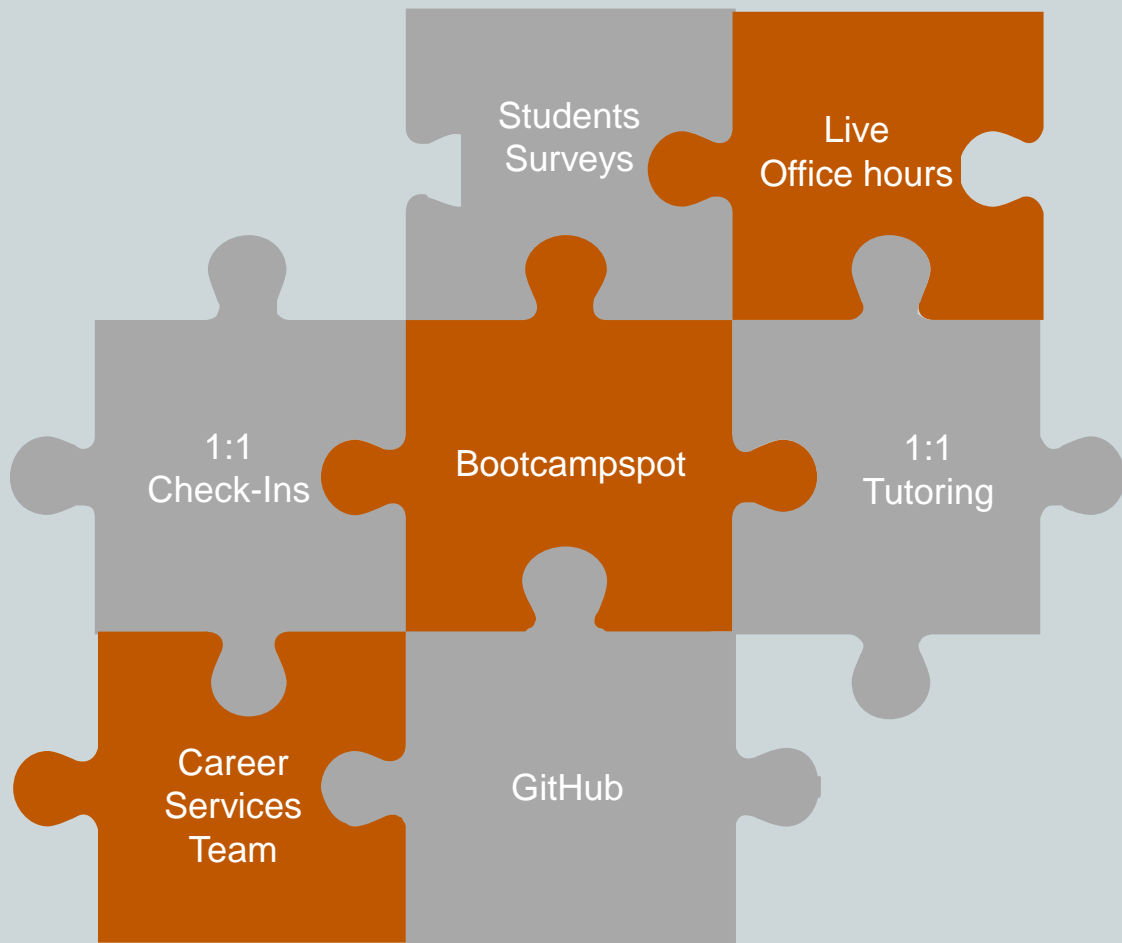 Students
Surveys
Live
Office hours
1:1
Check-Ins
Bootcampspot
1:1
Tutoring
Career
Services
Team
GitHub